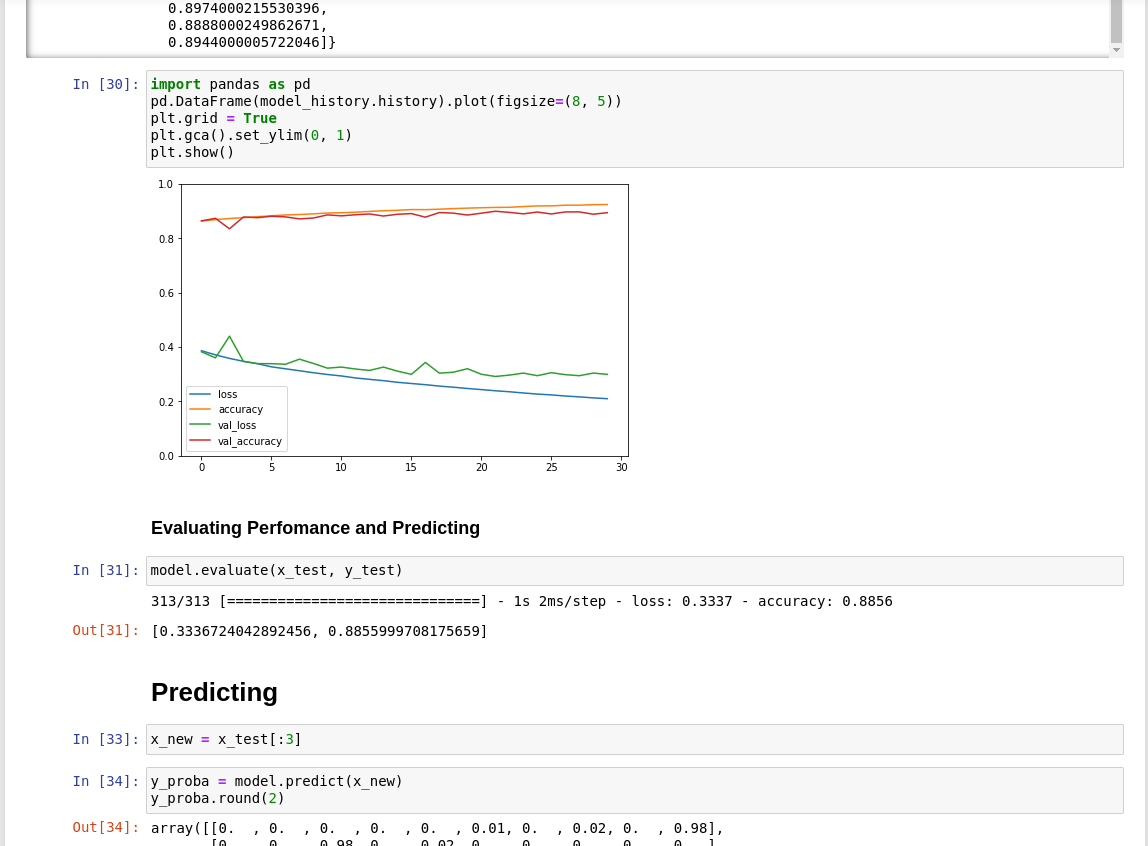 0.8974000215530396,
0.8888000249862671,
0.8944000005722046]}
In [30]:
import pandas as pd
pd.DataFrame(model_history.history).plot(figsize=(8, 5))
plt.grid = True
plt.gca().set_ylim(0, 1)
plt.show()
1.0
0.8
0.6
0.4
0.2
0.0
loss
accuracy
val_loss
val_accuracy
0 5 10 15 20 25 30
Evaluating Perfomance and Predicting
In [31]:
model.evaluate(x_test, y_test)
313/313 [==============================] - 1s 2ms/step - loss: 0.3337 - accuracy: 0.8856
Out[31]:
[0.3336724042892456, 0.8855999708175659]
Predicting
In [33]:
x_new = x_test[:3]
In [34]:
y_proba = model.predict(x_new)
y_proba.round(2)
Out[34]:
array([[0.  , 0.  , 0.  , 0.  , 0.  , 0.01, 0.  , 0.02, 0.  , 0.98],